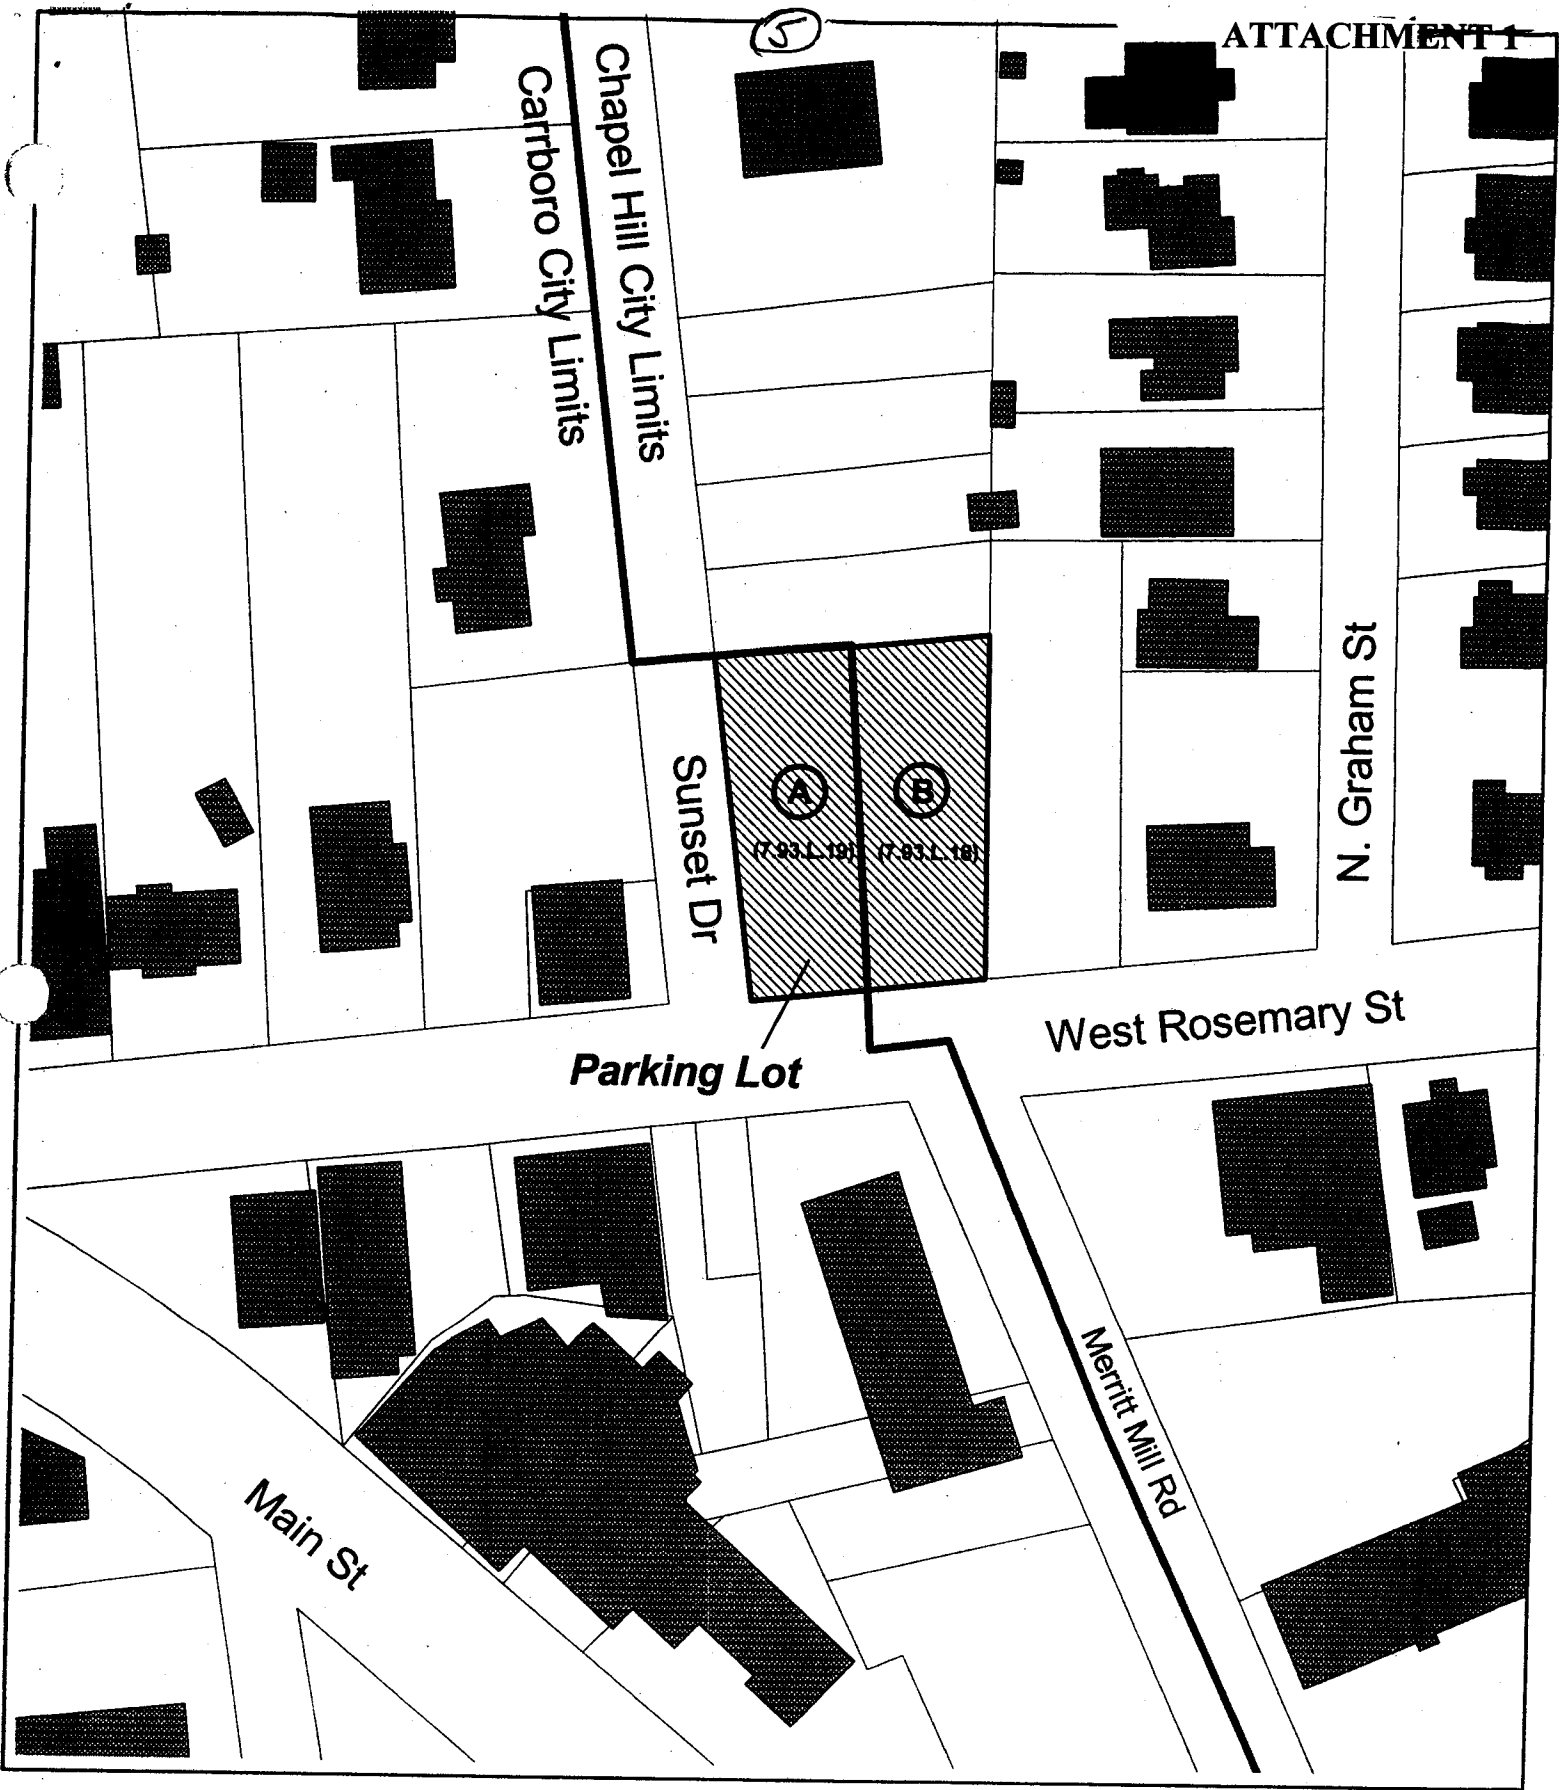 5
ATTACHMENT 1
Chapel Hill City Limits
Carrboro City Limits
N. Graham St
Sunset Dr
A
B
(7.93.L.19)
(7.93.L.18)
West Rosemary St
Parking Lot
Merritt Mill Rd
Main St